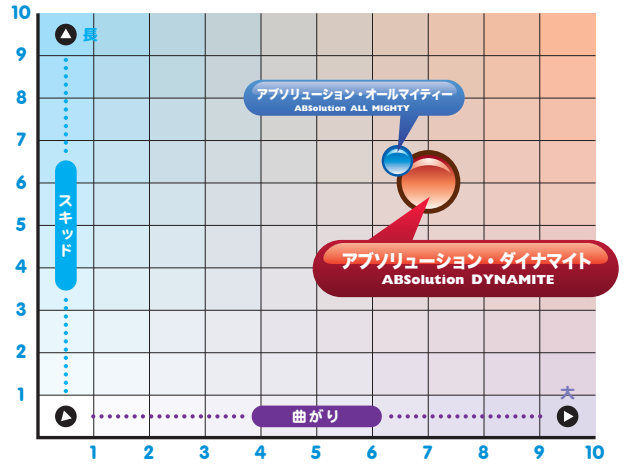 10
長
9
8
アブソリューション・オールマイティー
ABSolution ALL MIGHTY
7
6
スキッド
5
アブソリューション・ダイナマイト
ABSolution DYNAMITE
4
3
2
1
大
曲がり
1 2 3 4 5 6 7 8 9 10